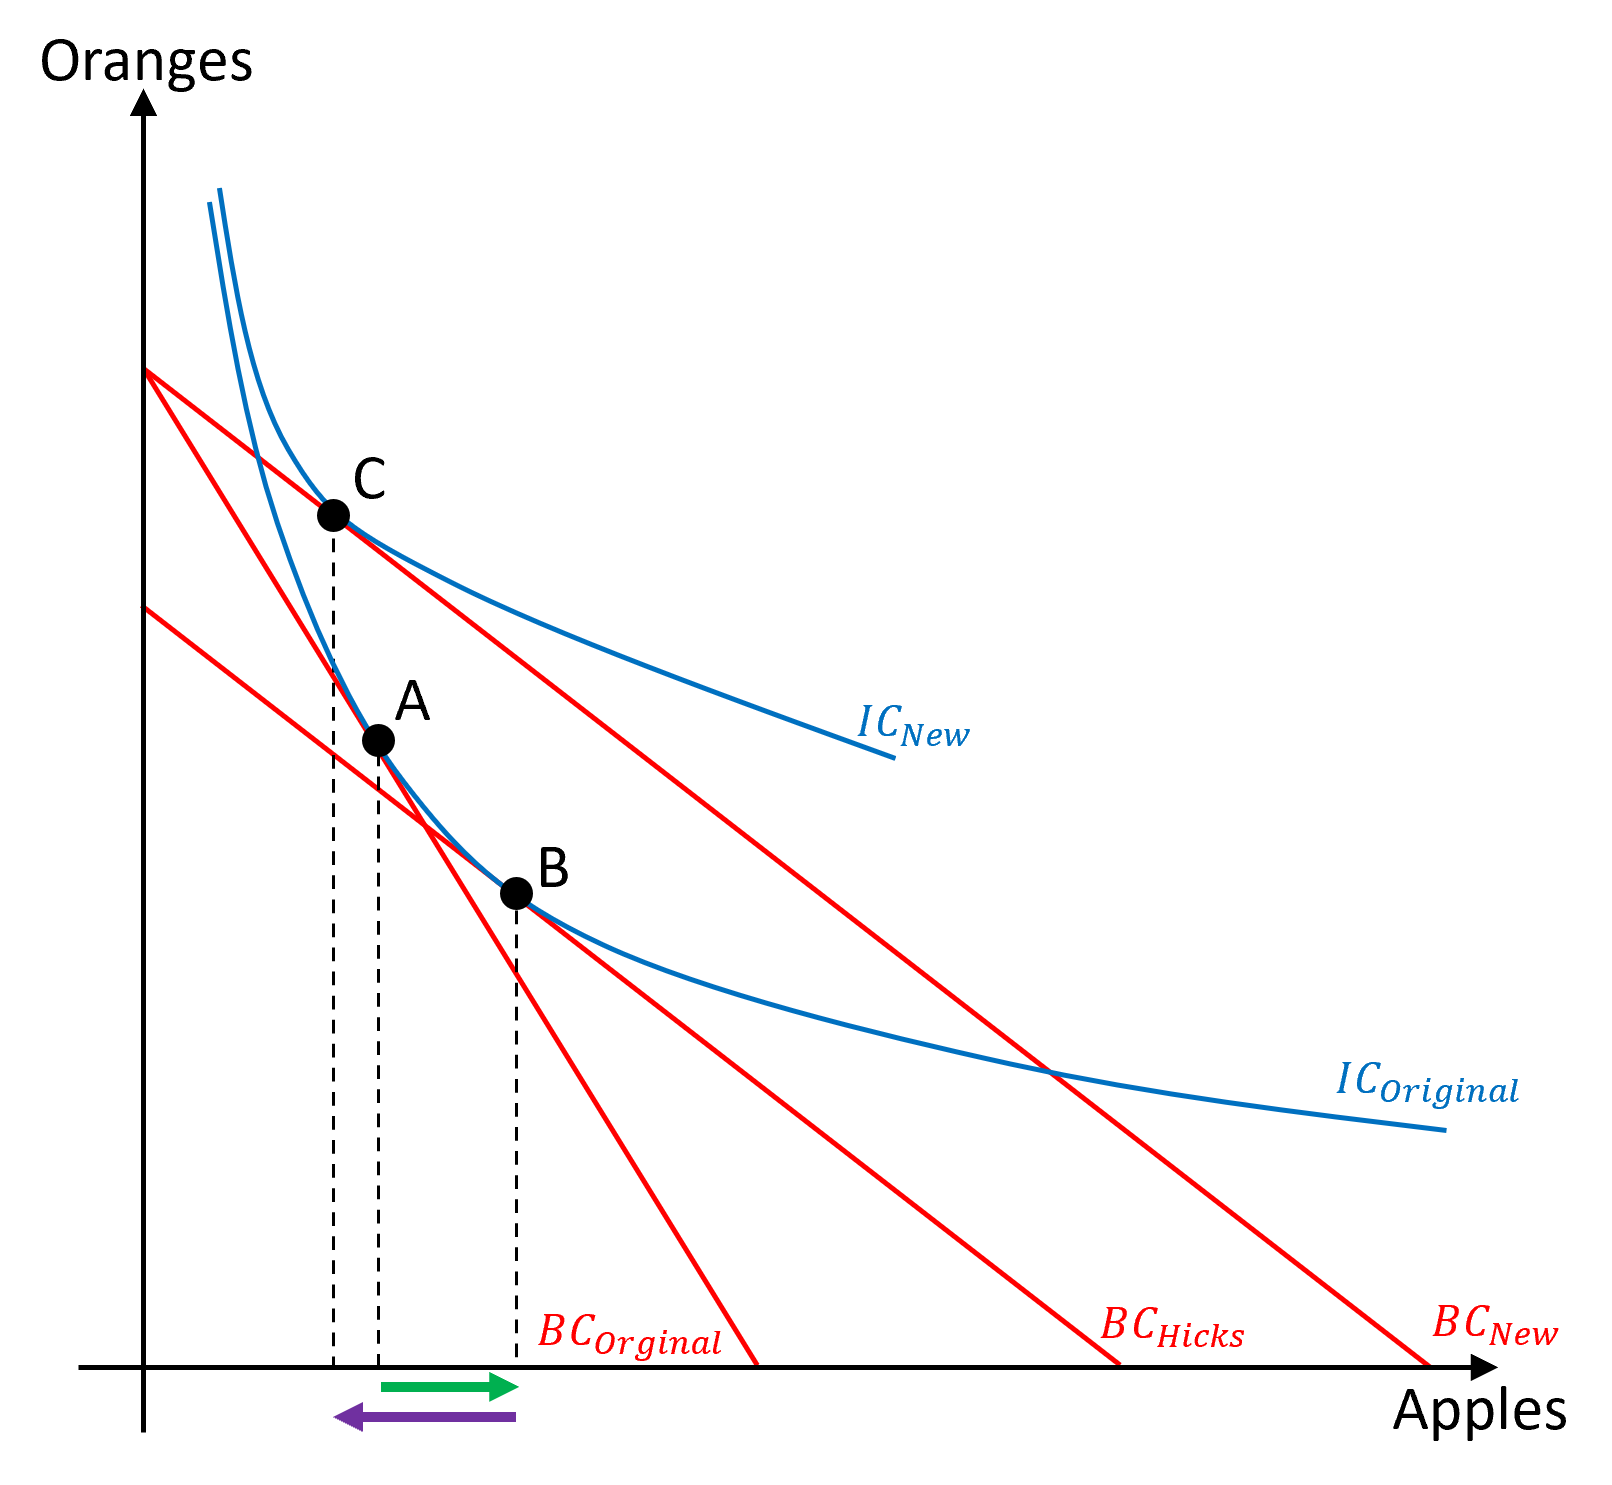 Oranges
C
A
IC_New
B
IC_Original
BC_Orginal
BC_Hicks
BC_New
Apples